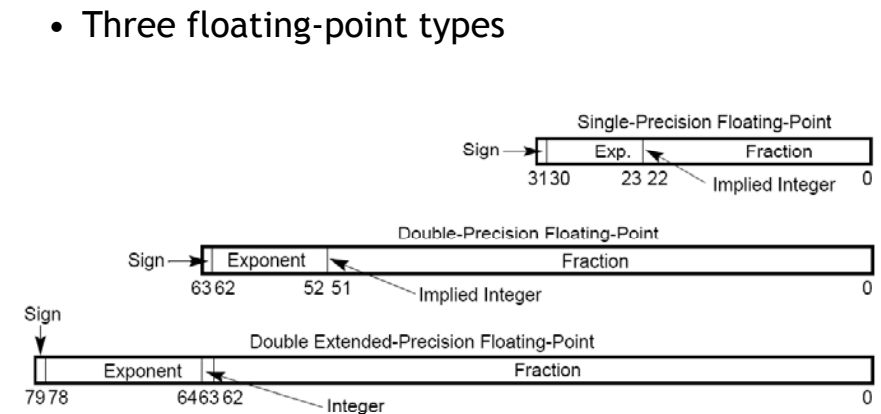 • Three floating-point types
Single-Precision Floating-Point
Sign Exp. Fraction
31 30 23 22 Implied Integer 0
Double-Precision Floating-Point
Sign Exponent Fraction
63 62 52 51 Implied Integer 0
Sign
Double Extended-Precision Floating-Point
Exponent Fraction
79 78 64 63 62 Integer 0